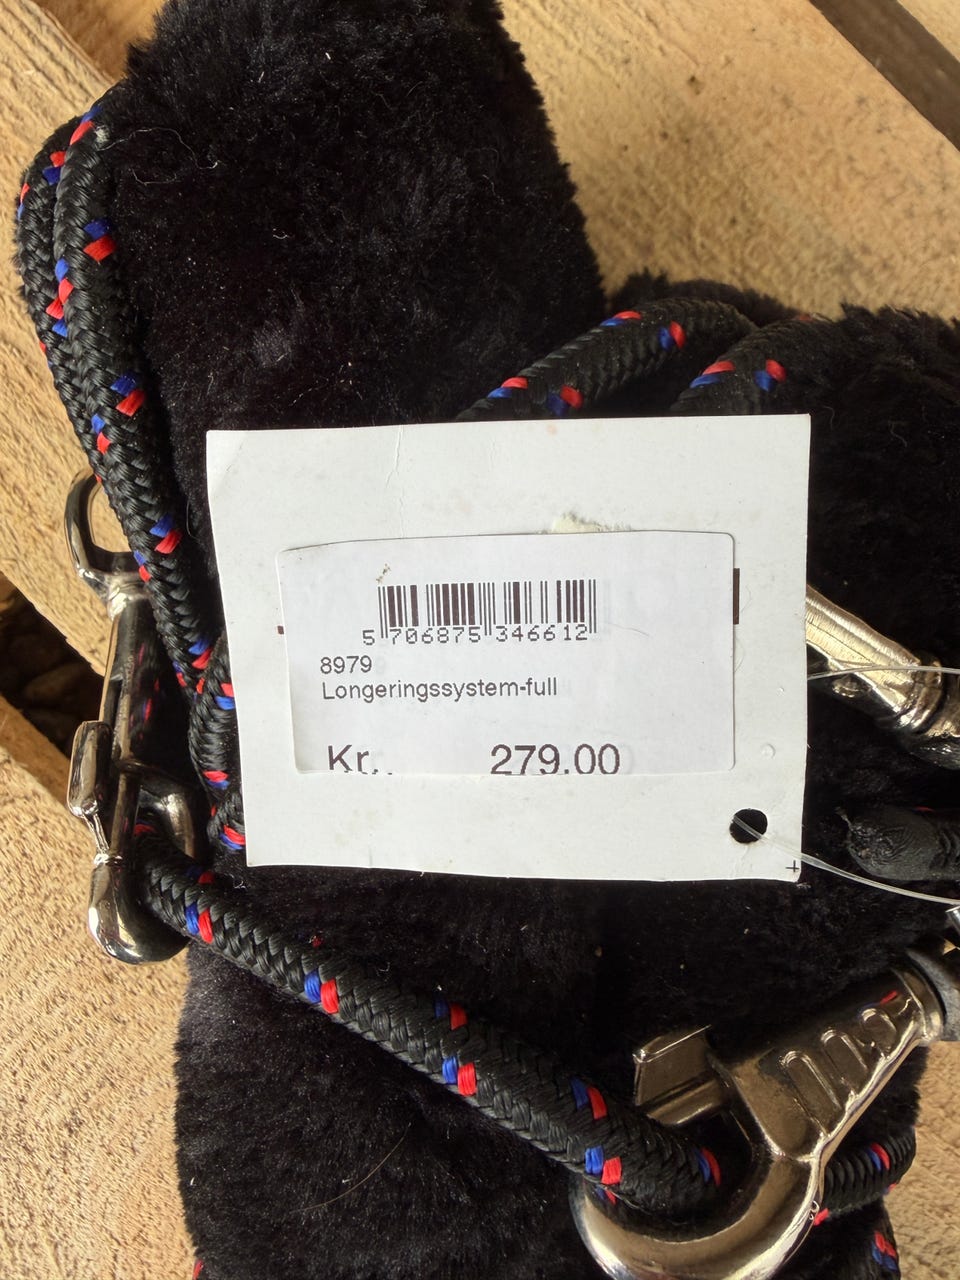 5 706875 346612
8979
Longeringssystem-full
Kr.. 279.00